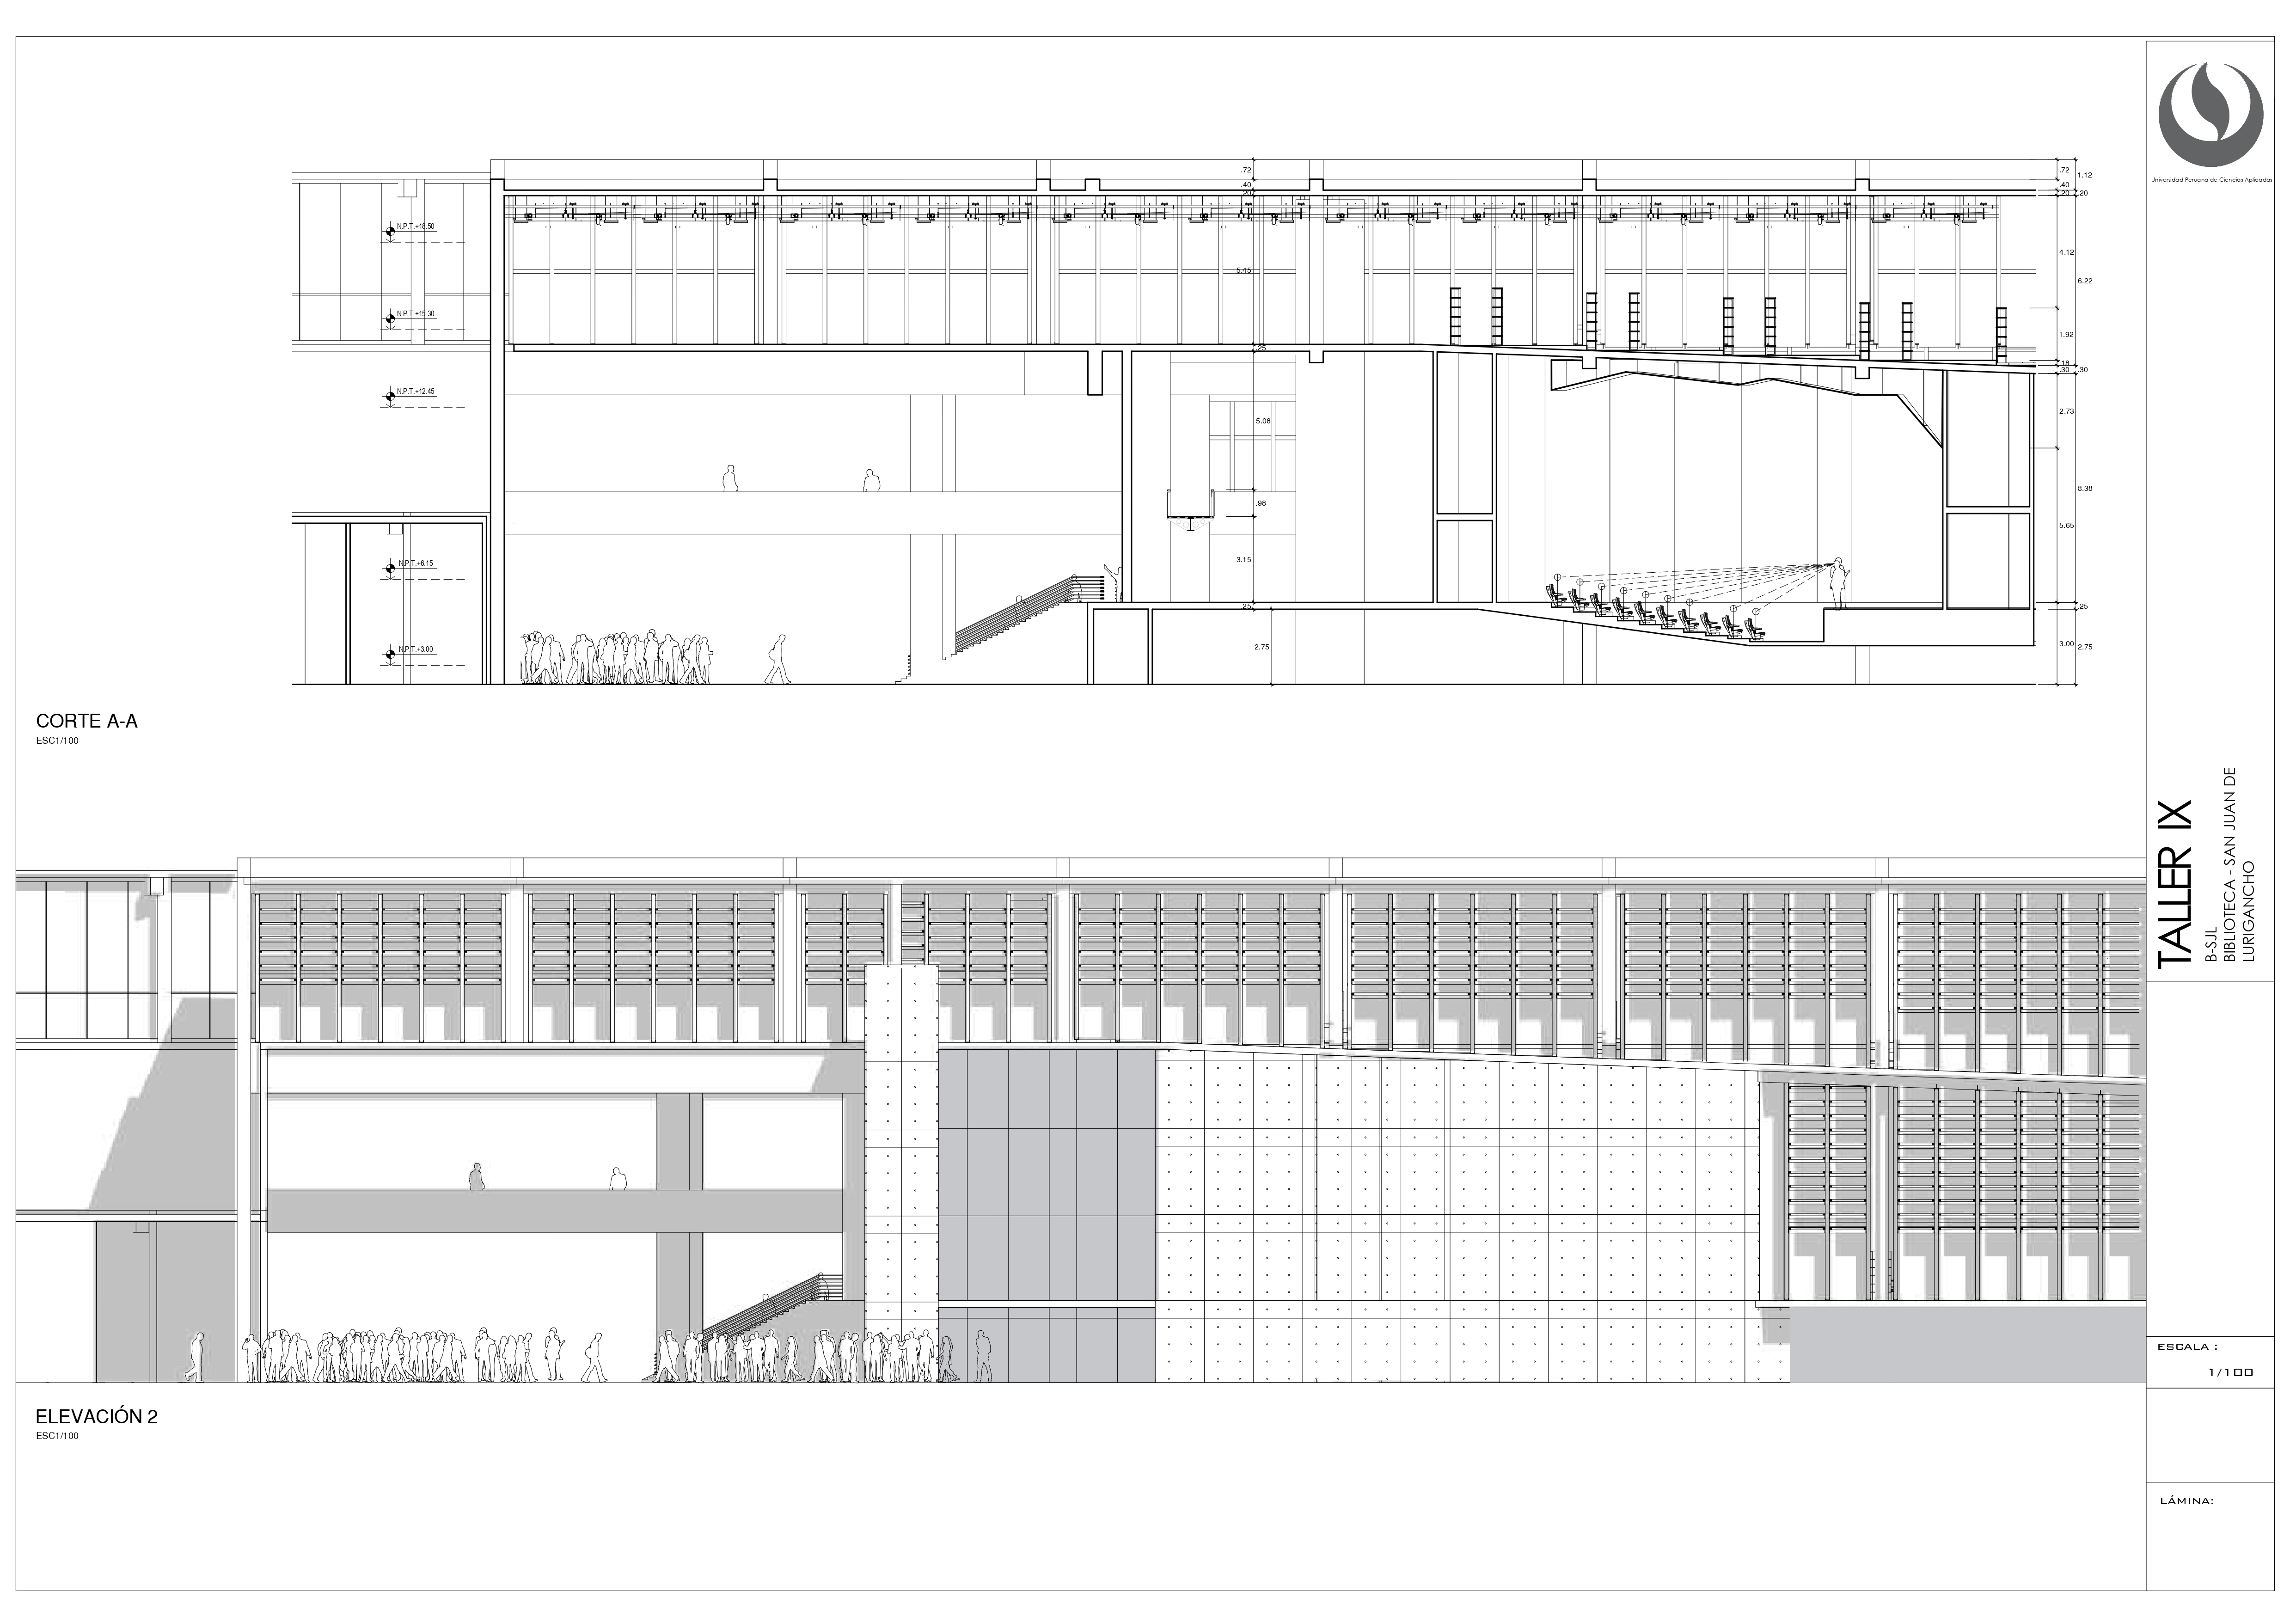 Universidad Peruana de Ciencias Aplicadas
.72
.40
.20
.72
.40
.20
1.12
.20
N.P.T.+18.50
4.12
5.45
6.22
N.P.T.+15.30
1.92
.25
.18
.30
.30
N.P.T.+12.45
2.73
5.08
8.38
.98
5.65
N.P.T.+6.15
3.15
.25
.25
N.P.T.+3.00
2.75
3.00
2.75
CORTE A-A
ESC1/100
TALLER IX
B-SJL
BIBLIOTECA - SAN JUAN DE
LURIGANCHO
ELEVACIÓN 2
ESC1/100
ESCALA :
1/100
LÁMINA: